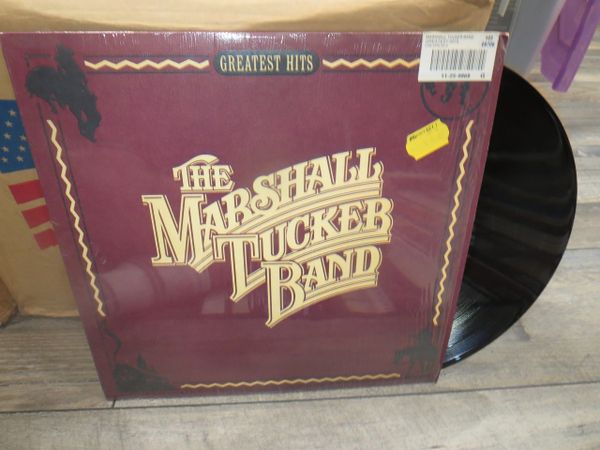 GREATEST HITS
THE
MARSHALL
TUCKER
BAND